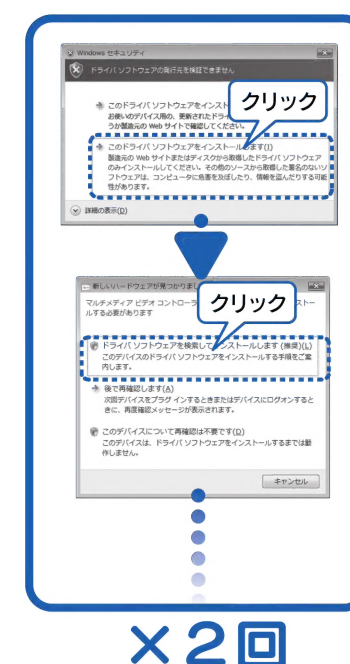 Windows セキュリティ
ドライバ ソフトウェアの発行元を検証できません
このドライバ ソフトウェアをインスト
クリック
お使いのデバイス用の、更新されたドライ
うか製造元の Web サイトで確認してください。
このドライバ ソフトウェアをインストールします(I)
製造元の Web サイトまたはディスクから取得したドライバ ソフトウェア
のみインストールしてください。その他のソースから取得した署名のないソ
フトウェアは、コンピュータに危害を及ぼしたり、情報を盗んだりする可能
性があります。
詳細の表示(D)
新しいハードウェアが見つかりまし
マルチメディア ビデオ コントローラ
クリック
ストー
ルする必要があります
ドライバ ソフトウェアを検索してインストールします (推奨)(L)
このデバイスのドライバ ソフトウェアをインストールする手順をご案
内します。
後で再確認します(A)
次回デバイスをプラグ インするときまたはデバイスにログオンすると
きに、再度確認メッセージが表示されます。
このデバイスについて再確認は不要です(D)
このデバイスは、ドライバ ソフトウェアをインストールするまでは動
作しません。
キャンセル
×2回